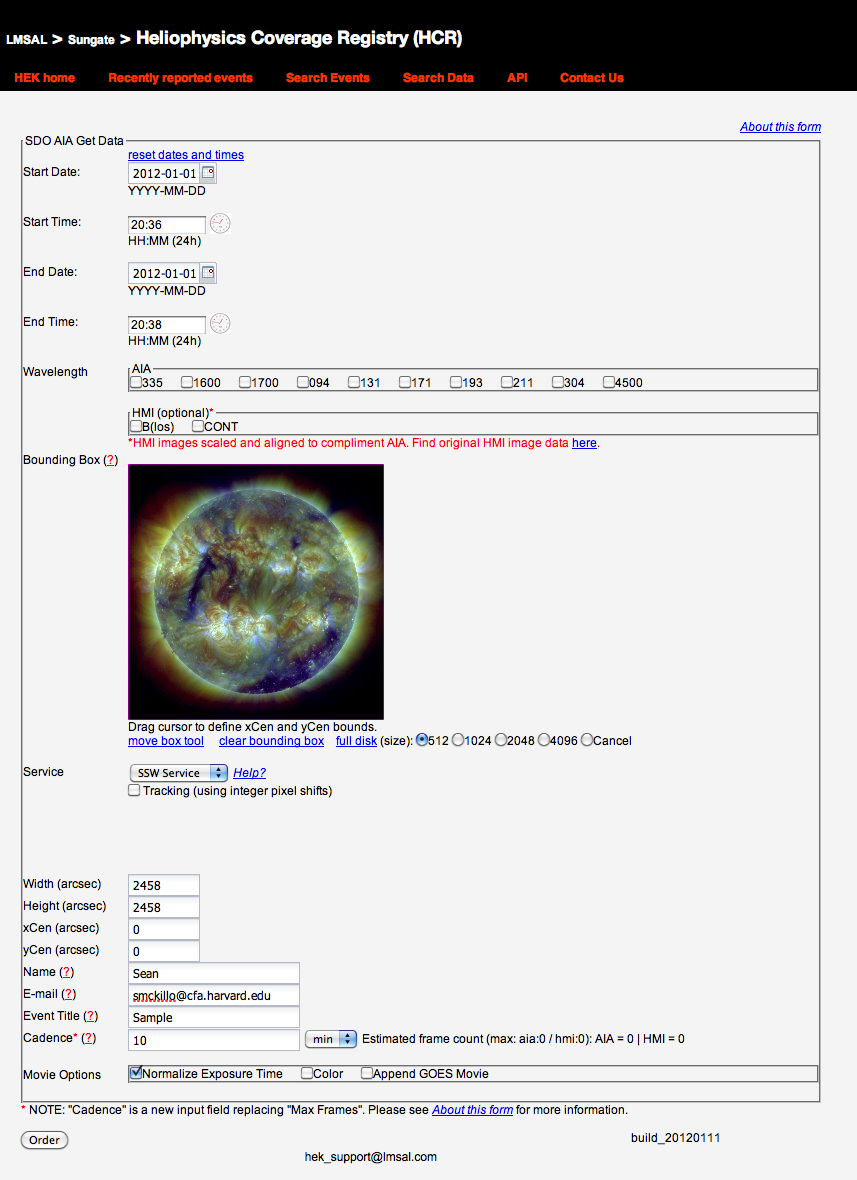 LMSAL > Sungate > Heliophysics Coverage Registry (HCR)
HEK home Recently reported events Search Events Search Data API Contact Us
About this form
SDO AIA Get Data
reset dates and times
Start Date: 2012-01-01
YYYY-MM-DD
Start Time: 20:36
HH:MM (24h)
End Date: 2012-01-01
YYYY-MM-DD
End Time: 20:38
HH:MM (24h)
Wavelength
AIA
335 1600 1700 094 131 171 193 211 304 4500
HMI (optional)*
B(los) CONT
*HMI images scaled and aligned to compliment AIA. Find original HMI image data here.
Bounding Box (?)
Drag cursor to define xCen and yCen bounds.
move box tool clear bounding box full disk (size): 512 1024 2048 4096 Cancel
Service SSW Service Help?
Tracking (using integer pixel shifts)
Width (arcsec) 2458
Height (arcsec) 2458
xCen (arcsec) 0
yCen (arcsec) 0
Name (?) Sean
E-mail (?) smckillo@cfa.harvard.edu
Event Title (?) Sample
Cadence* (?) 10 min Estimated frame count (max: aia:0 / hmi:0): AIA = 0 | HMI = 0
Movie Options Normalize Exposure Time Color Append GOES Movie
* NOTE: "Cadence" is a new input field replacing "Max Frames". Please see About this form for more information.
Order
build_20120111
hek_support@lmsal.com